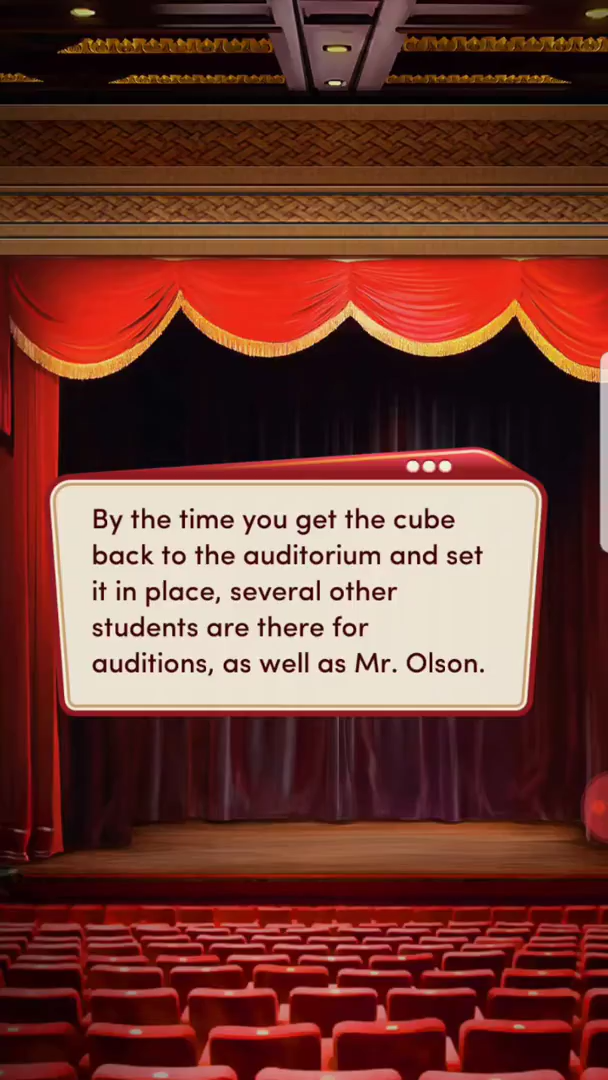 By the time you get the cube
back to the auditorium and set
it in place, several other
students are there for
auditions, as well as Mr. Olson.